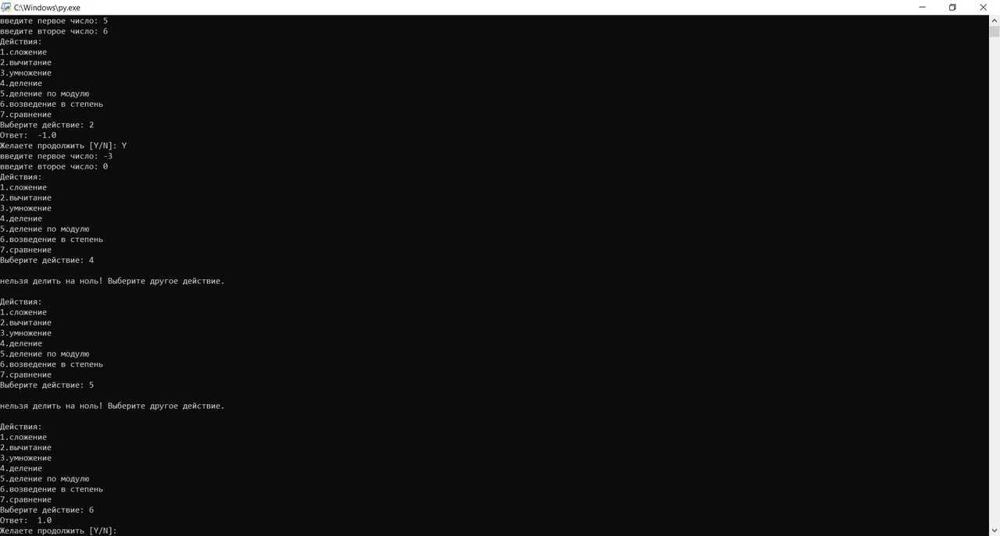 C:\Windows\py.exe
введите первое число: 5
введите второе число: 6
Действия:
1.сложение
2.вычитание
3.умножение
4.деление
5.деление по модулю
6.возведение в степень
7.сравнение
Выберите действие: 2
Ответ:  -1.0
Желаете продолжить [Y/N]: Y
введите первое число: -3
введите второе число: 0
Действия:
1.сложение
2.вычитание
3.умножение
4.деление
5.деление по модулю
6.возведение в степень
7.сравнение
Выберите действие: 4
нельзя делить на ноль! Выберите другое действие.
Действия:
1.сложение
2.вычитание
3.умножение
4.деление
5.деление по модулю
6.возведение в степень
7.сравнение
Выберите действие: 5
нельзя делить на ноль! Выберите другое действие.
Действия:
1.сложение
2.вычитание
3.умножение
4.деление
5.деление по модулю
6.возведение в степень
7.сравнение
Выберите действие: 6
Ответ:  1.0
Желаете продолжить [Y/N]: